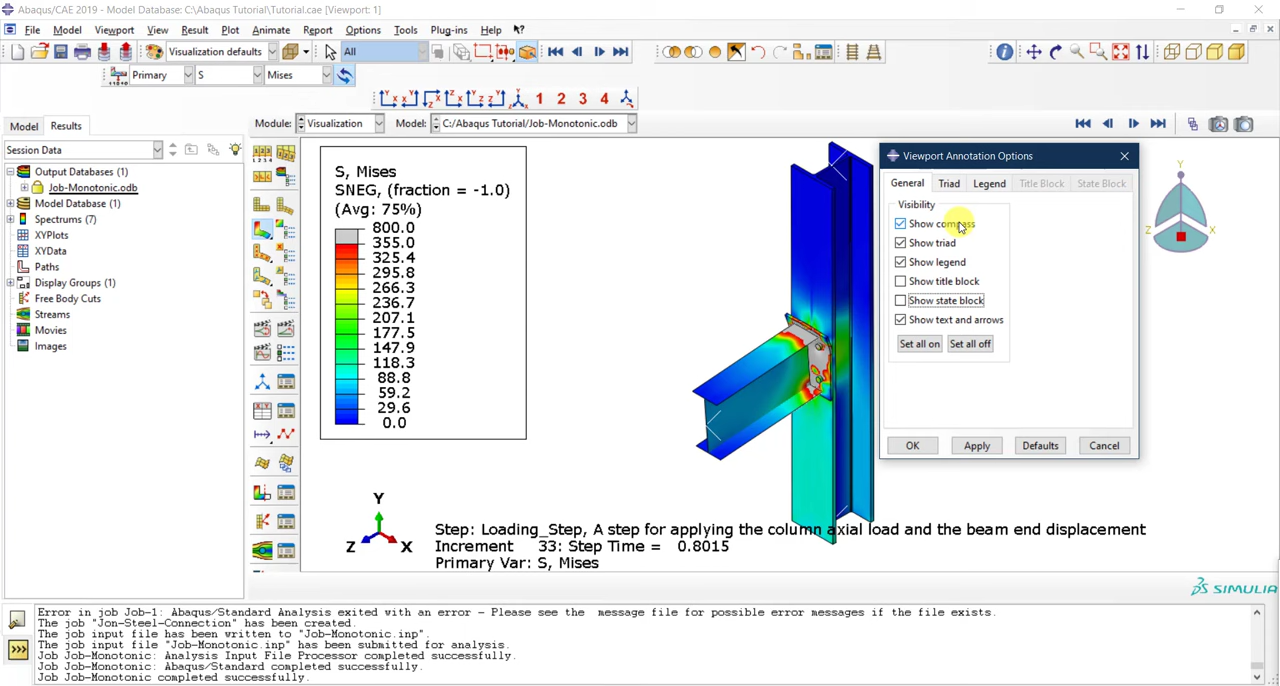 Abaqus/CAE 2019 - Model Database: C:\Abaqus Tutorial\Tutorial.cae [Viewport: 1]
File Model Viewport View Result Plot Animate Report Options Tools Plug-ins Help
Visualization defaults All
Primary S Mises
1 2 3 4
Model Results Module: Visualization Model: C:/Abaqus Tutorial/Job-Monotonic.odb
Session Data
Output Databases (1)
Job-Monotonic.odb
Model Database (1)
Spectrums (7)
XYPlots
XYData
Paths
Display Groups (1)
Free Body Cuts
Streams
Movies
Images
S, Mises
SNEG, (fraction = -1.0)
(Avg: 75%)
800.0
355.0
325.4
295.8
266.3
236.7
207.1
177.5
147.9
118.3
88.8
59.2
29.6
0.0
Viewport Annotation Options
General Triad Legend Title Block State Block
Visibility
Show compass
Show triad
Show legend
Show title block
Show state block
Show text and arrows
Set all on Set all off
OK Apply Defaults Cancel
Y
Z X
Y
Z X
Step: Loading_Step, A step for applying the column axial load and the beam end displacement
Increment 33: Step Time = 0.8015
Primary Var: S, Mises
SIMULIA
Error in job Job-1: Abaqus/Standard Analysis exited with an error - Please see the message file for possible error messages if the file exists.
The job "Jon-Steel-Connection" has been created.
The job input file has been written to "Job-Monotonic.inp".
The job input file "Job-Monotonic.inp" has been submitted for analysis.
Job Job-Monotonic: Analysis Input File Processor completed successfully.
Job Job-Monotonic: Abaqus/Standard completed successfully.
Job Job-Monotonic completed successfully.